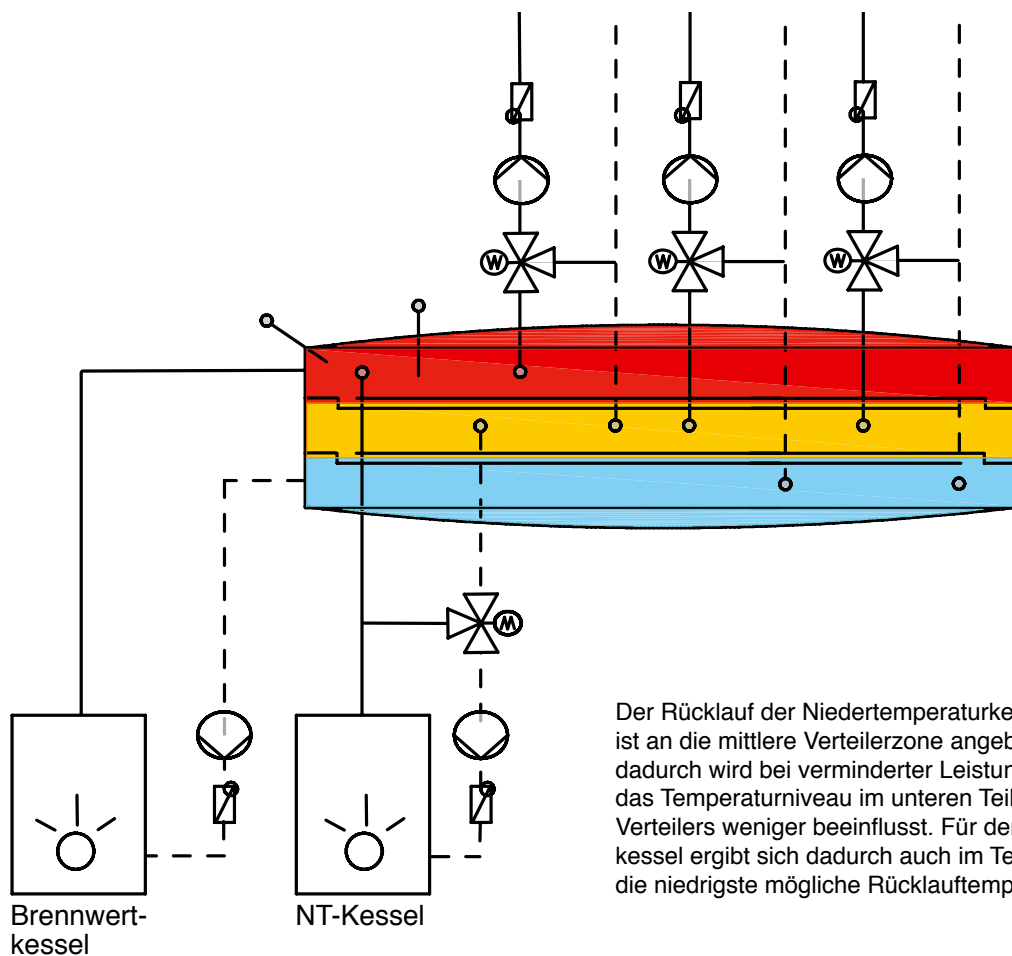 W W W
M
Der Rücklauf der Niedertemperaturke
ist an die mittlere Verteilerzone angeb
dadurch wird bei verminderter Leistun
das Temperaturniveau im unteren Teil
Verteilers weniger beeinflusst. Für der
kessel ergibt sich dadurch auch im Te
die niedrigste mögliche Rücklauftemp
Brennwert-
kessel
NT-Kessel